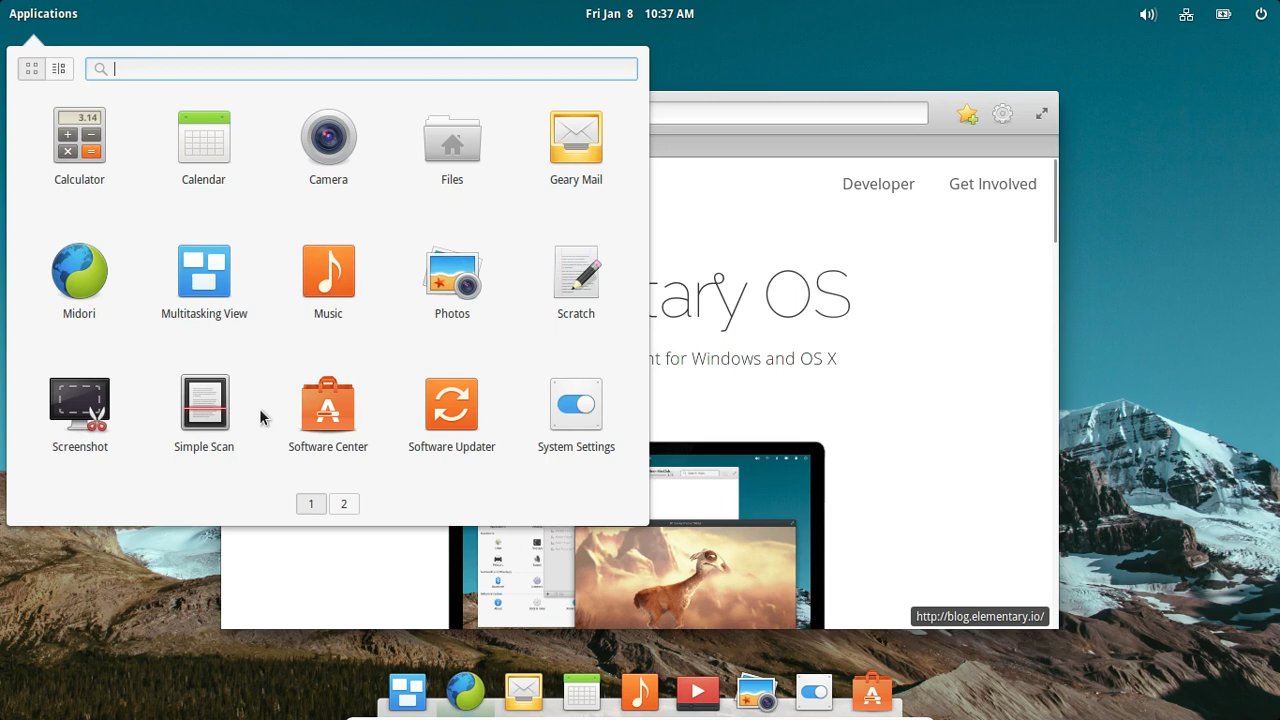 Applications
Fri Jan 8 10:37 AM
3.14
Calculator
Calendar
Camera
Files
Geary Mail
Midori
Multitasking View
Music
Photos
Scratch
Screenshot
Simple Scan
Software Center
Software Updater
System Settings
1 2
Developer Get Involved
tary OS
nt for Windows and OS X
http://blog.elementary.io/